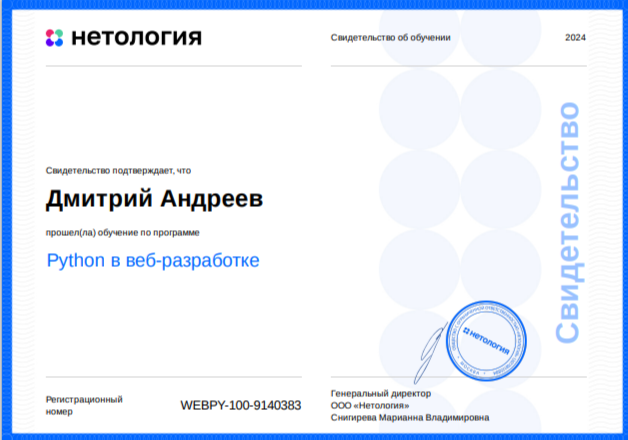 нетология
Свидетельство об обучении
2024
Свидетельство подтверждает, что
Дмитрий Андреев
прошел(ла) обучение по программе
Python в веб-разработке
Свидетельство
нетология
Регистрационный
номер
WEBPY-100-9140383
Генеральный директор
ООО «Нетология»
Снигирева Марианна Владимировна